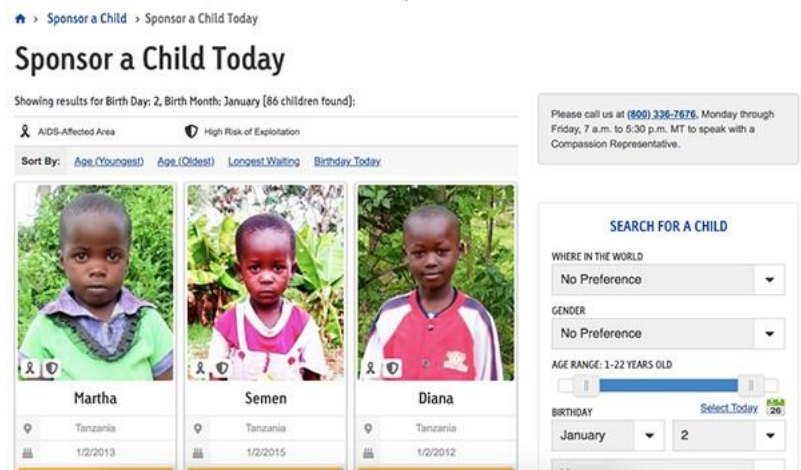 > Sponsor a Child > Sponsor a Child Today
Sponsor a Child Today
Showing results for Birth Day: 2, Birth Month: January [86 children found]:
AIDS-Affected Area High Risk of Exploitation
Sort By: Age (Youngest) Age (Oldest) Longest Waiting Birthday Today
Martha Semen Diana
Tanzania Tanzania Tanzania
1/2/2013 1/2/2015 1/2/2012
Please call us at (800) 336-7676, Monday through
Friday, 7 a.m. to 5:30 p.m. MT to speak with a
Compassion Representative.
SEARCH FOR A CHILD
WHERE IN THE WORLD
No Preference
GENDER
No Preference
AGE RANGE: 1-22 YEARS OLD
BIRTHDAY Select Today 26
January 2